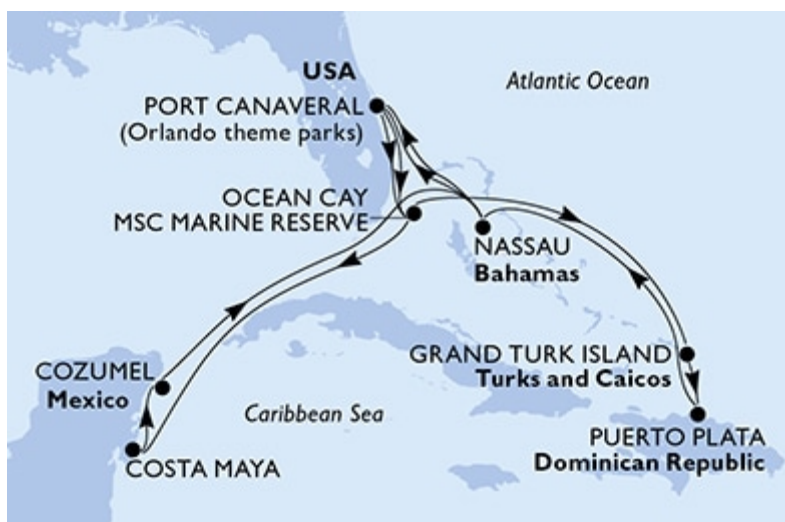 USA
Atlantic Ocean
PORT CANAVERAL
(Orlando theme parks)
OCEAN CAY
MSC MARINE RESERVE
NASSAU
Bahamas
COZUMEL
Mexico
GRAND TURK ISLAND
Turks and Caicos
Caribbean Sea
PUERTO PLATA
Dominican Republic
COSTA MAYA